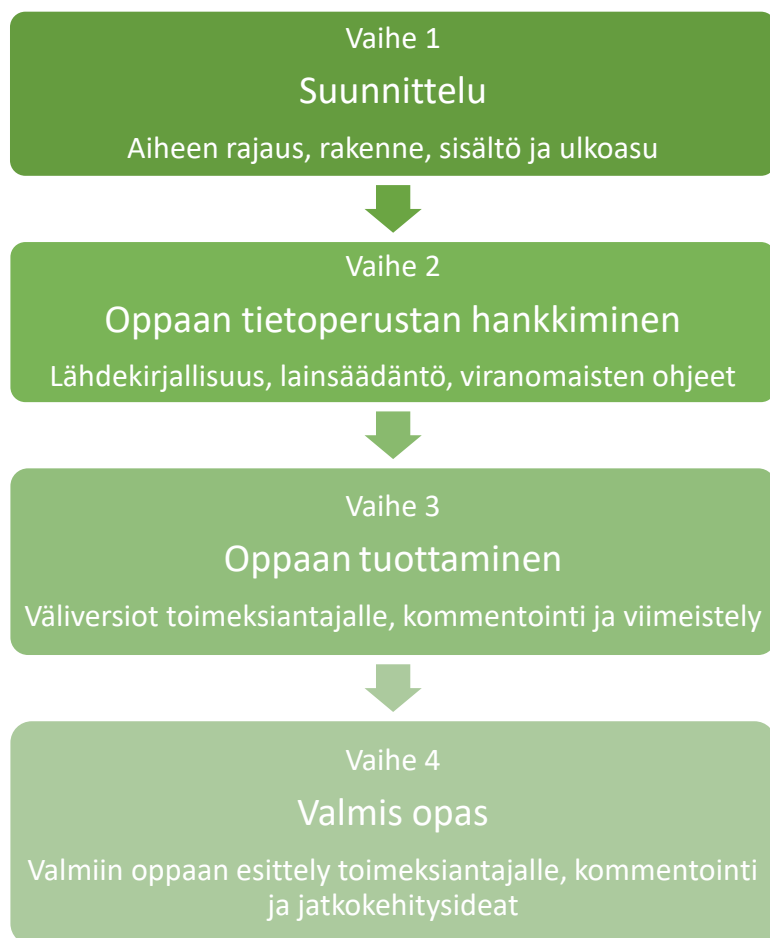 Vaihe 1
Suunnittelu
Aiheen rajaus, rakenne, sisältö ja ulkoasu
Vaihe 2
Oppaan tietoperustan hankkiminen
Lähdekirjallisuus, lainsäädäntö, viranomaisten ohjeet
Vaihe 3
Oppaan tuottaminen
Väliversiot toimeksiantajalle, kommentointi ja viimeistely
Vaihe 4
Valmis opas
Valmiin oppaan esittely toimeksiantajalle, kommentointi
ja jatkokehitysideat